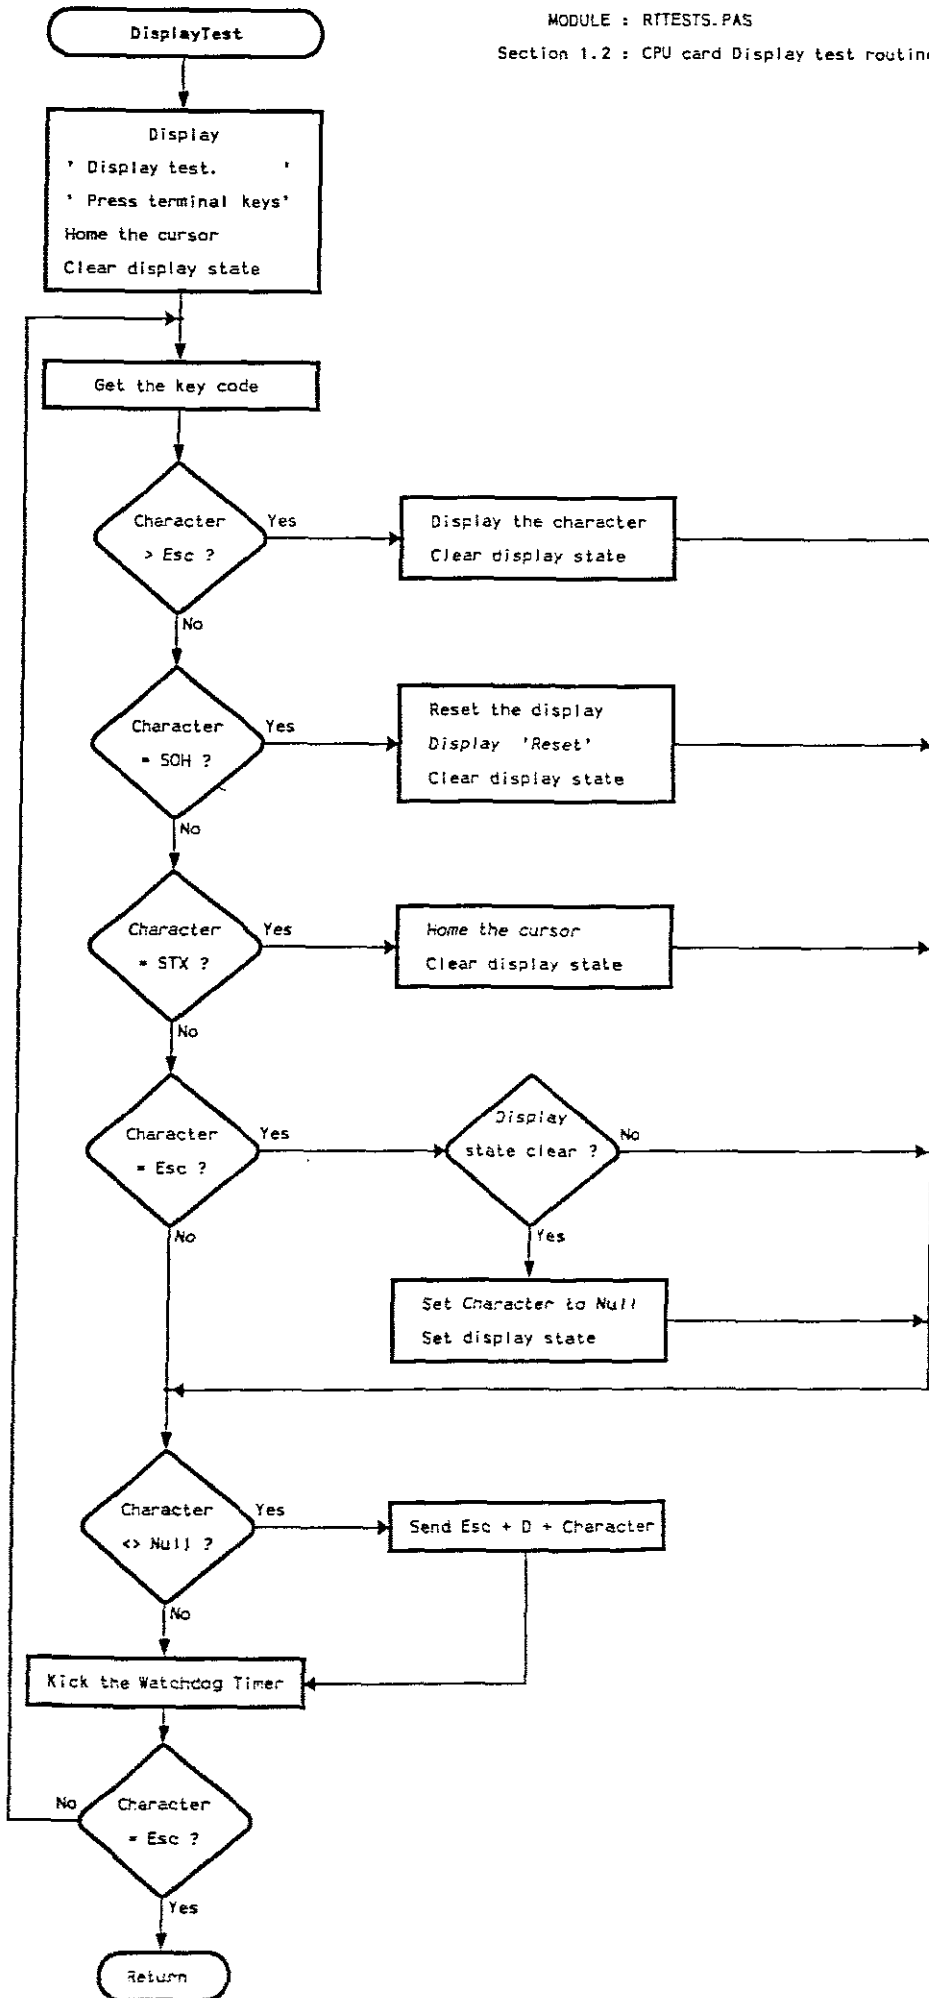 MODULE : RTTESTS.PAS
Section 1.2 : CPU card Display test routine
DisplayTest
Display
' Display test. '
' Press terminal keys'
Home the cursor
Clear display state
Get the key code
Character
> Esc ?
Yes
No
Display the character
Clear display state
Character
= SOH ?
Yes
No
Reset the display
Display 'Reset'
Clear display state
Character
= STX ?
Yes
No
Home the cursor
Clear display state
Character
= Esc ?
Yes
No
Display
state clear ?
No
Yes
Set Character to Null
Set display state
Character
<> Null ?
Yes
No
Send Esc + D + Character
Kick the Watchdog Timer
Character
= Esc ?
No
Yes
Return